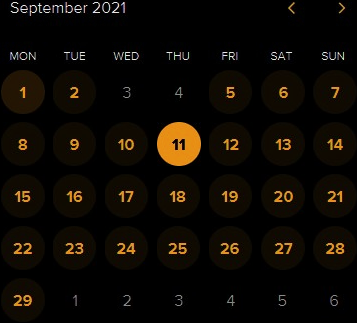 September 2021
MON TUE WED THU FRI SAT SUN
1 2 3 4 5 6 7
8 9 10 11 12 13 14
15 16 17 18 19 20 21
22 23 24 25 26 27 28
29 1 2 3 4 5 6